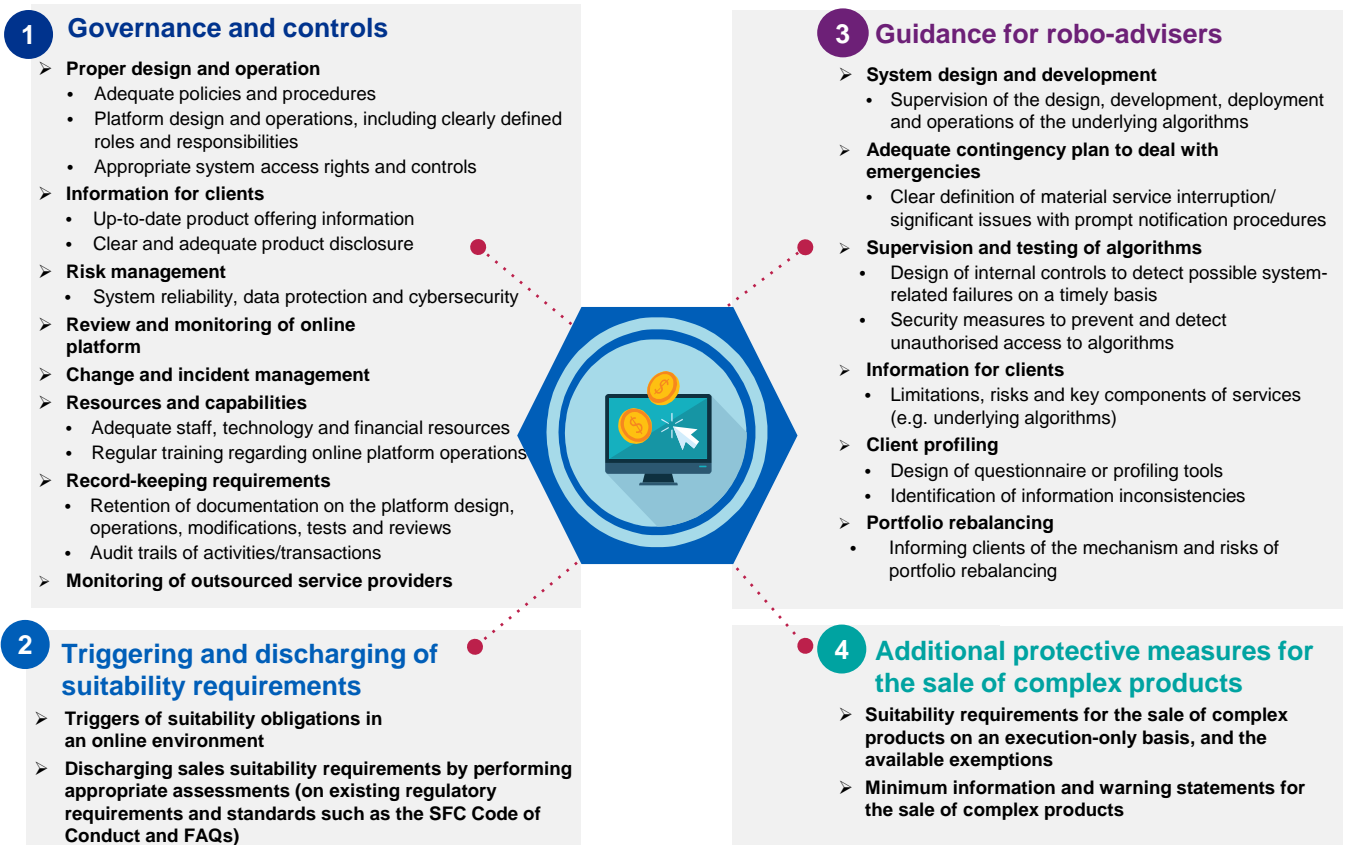 1
Governance and controls
➢ Proper design and operation
• Adequate policies and procedures
• Platform design and operations, including clearly defined
roles and responsibilities
• Appropriate system access rights and controls
➢ Information for clients
• Up-to-date product offering information
• Clear and adequate product disclosure
➢ Risk management
• System reliability, data protection and cybersecurity
➢ Review and monitoring of online
platform
➢ Change and incident management
➢ Resources and capabilities
• Adequate staff, technology and financial resources
• Regular training regarding online platform operations
➢ Record-keeping requirements
• Retention of documentation on the platform design,
operations, modifications, tests and reviews
• Audit trails of activities/transactions
➢ Monitoring of outsourced service providers
2
Triggering and discharging of
suitability requirements
➢ Triggers of suitability obligations in
an online environment
➢ Discharging sales suitability requirements by performing
appropriate assessments (on existing regulatory
requirements and standards such as the SFC Code of
Conduct and FAQs)
$
$
3
Guidance for robo-advisers
➢ System design and development
• Supervision of the design, development, deployment
and operations of the underlying algorithms
➢ Adequate contingency plan to deal with
emergencies
• Clear definition of material service interruption/
significant issues with prompt notification procedures
➢ Supervision and testing of algorithms
• Design of internal controls to detect possible system-
related failures on a timely basis
• Security measures to prevent and detect
unauthorised access to algorithms
➢ Information for clients
• Limitations, risks and key components of services
(e.g. underlying algorithms)
➢ Client profiling
• Design of questionnaire or profiling tools
• Identification of information inconsistencies
➢ Portfolio rebalancing
• Informing clients of the mechanism and risks of
portfolio rebalancing
4
Additional protective measures for
the sale of complex products
➢ Suitability requirements for the sale of complex
products on an execution-only basis, and the
available exemptions
➢ Minimum information and warning statements for
the sale of complex products